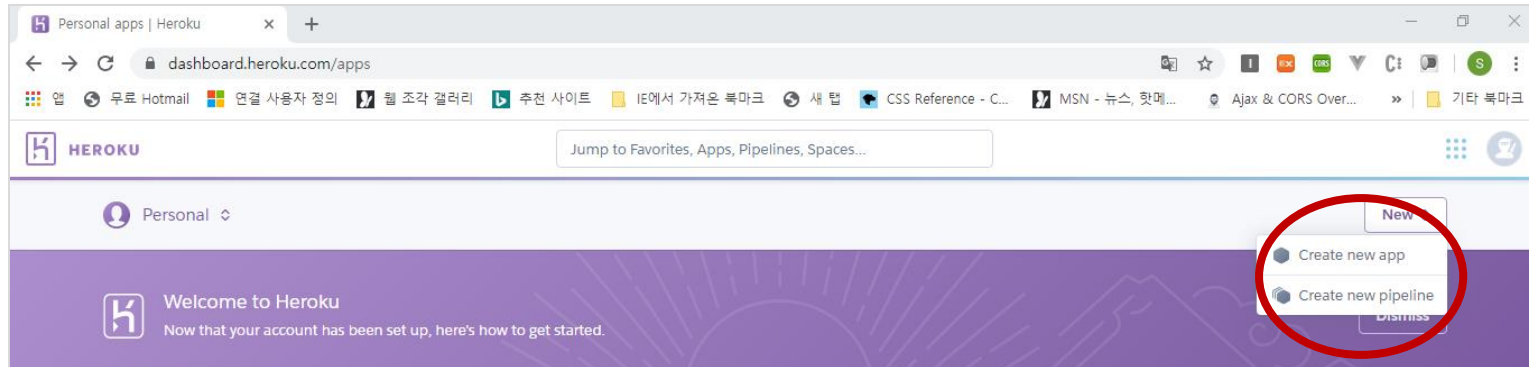 Personal apps | Heroku
dashboard.heroku.com/apps
앱 무료 Hotmail 연결 사용자 정의 웹 조각 갤러리 추천 사이트 IE에서 가져온 북마크 새 탭 CSS Reference - C... MSN - 뉴스, 핫메... Ajax & CORS Over... » 기타 북마크
HEROKU Jump to Favorites, Apps, Pipelines, Spaces...
Personal New
Create new app
Create new pipeline
Welcome to Heroku
Dismiss
Now that your account has been set up, here's how to get started.